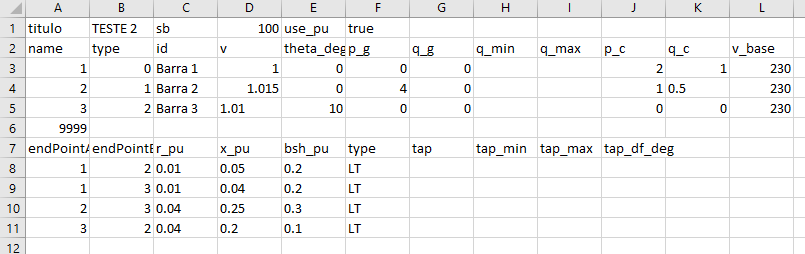 A B C D E F G H I J K L
1 titulo TESTE 2 sb 100 use_pu true
2 name type id v theta_deg p_g q_g q_min q_max p_c q_c v_base
3 1 0 Barra 1 1 0 0 0 2 1 230
4 2 1 Barra 2 1.015 0 4 0 1 0.5 230
5 3 2 Barra 3 1.01 10 0 0 0 0 230
6 9999
7 endPointA endPointB r_pu x_pu bsh_pu type tap tap_min tap_max tap_df_deg
8 1 2 0.01 0.05 0.2 LT
9 1 3 0.01 0.04 0.2 LT
10 2 3 0.04 0.25 0.3 LT
11 3 2 0.04 0.2 0.1 LT
12